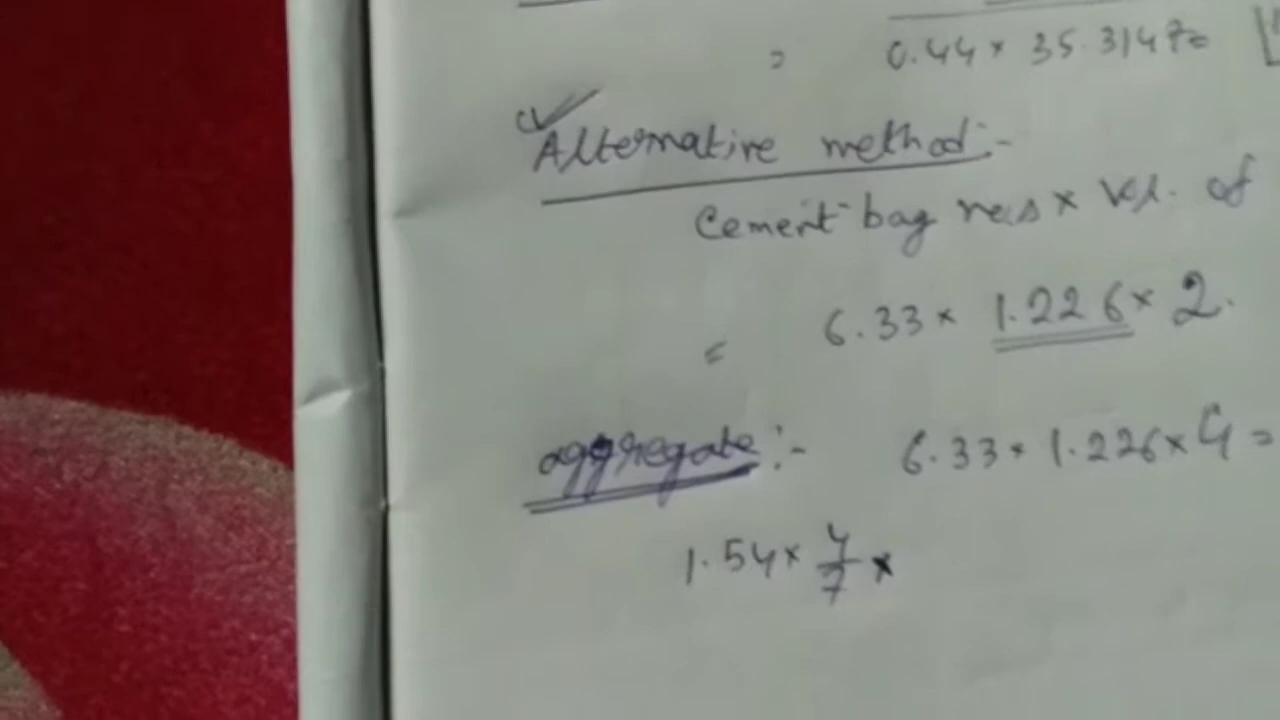 = 0.44 x 35.3147 =
Alternative method:-
Cement bag nos x Vol. of
= 6.33 x 1.226 x 2.
aggregate:- 6.33 x 1.226 x 4 =
1.54 x 4/7 x